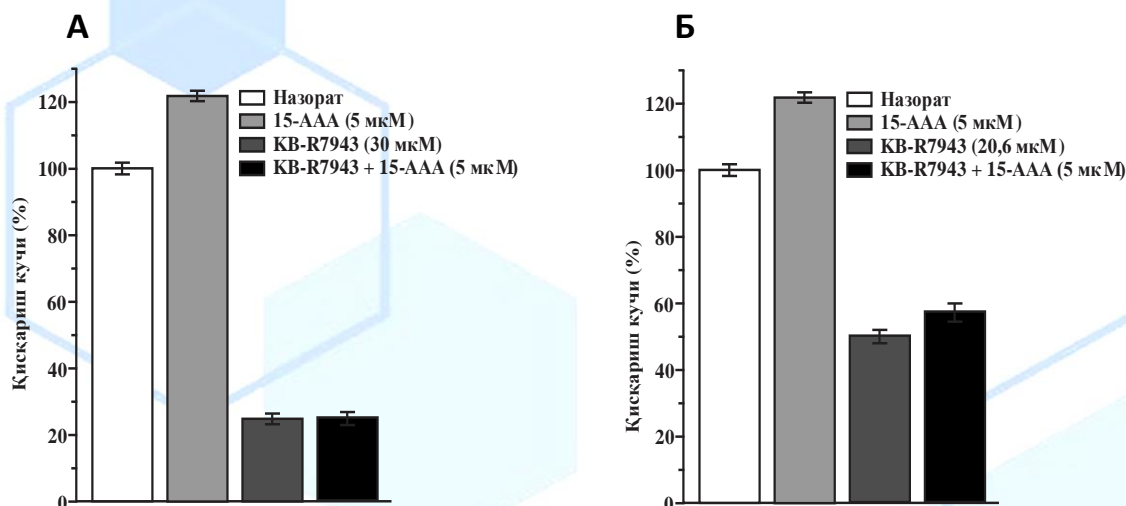 А
Қисқариш кучи (%)
120
100
80
60
40
20
0
Назорат
15-ААА (5 мкМ)
KB-R7943 (30 мкМ)
KB-R7943 + 15-ААА (5 мкМ)
Б
Қисқариш кучи (%)
120
100
80
60
40
20
0
Назорат
15-ААА (5 мкМ)
KB-R7943 (20,6 мкМ)
KB-R7943 + 15-ААА (5 мкМ)